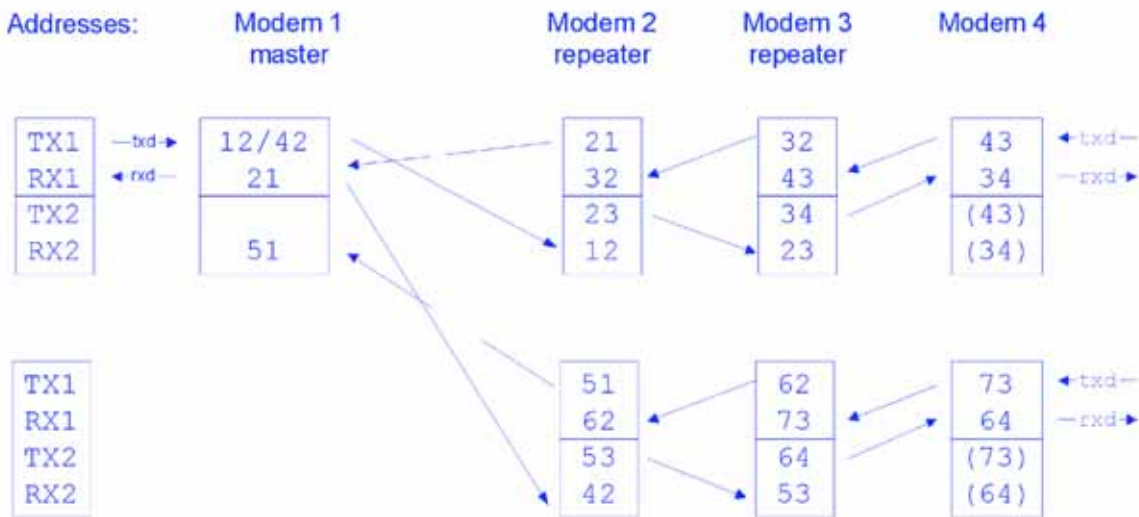 Addresses: Modem 1 Modem 2 Modem 3 Modem 4
master repeater repeater
TX1 txd 12/42 21 32 43 txd
RX1 rxd 21 32 43 34 rxd
TX2 23 34 (43)
RX2 51 12 23 (34)
TX1 51 62 73 txd
RX1 62 73 64 rxd
TX2 53 64 (73)
RX2 42 53 (64)